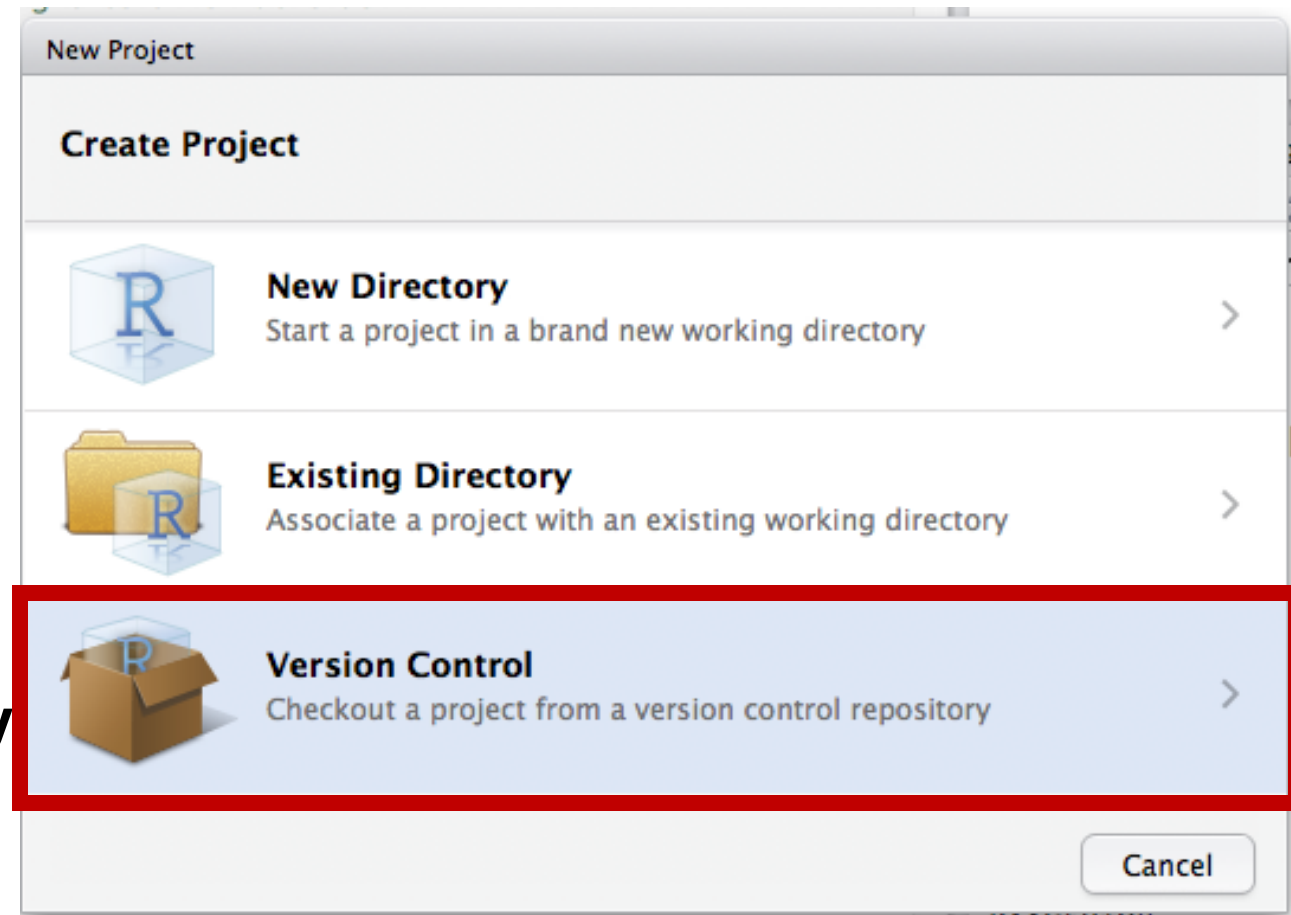 New Project
Create Project
R
New Directory
Start a project in a brand new working directory
R
Existing Directory
Associate a project with an existing working directory
R
Version Control
Checkout a project from a version control repository
Cancel